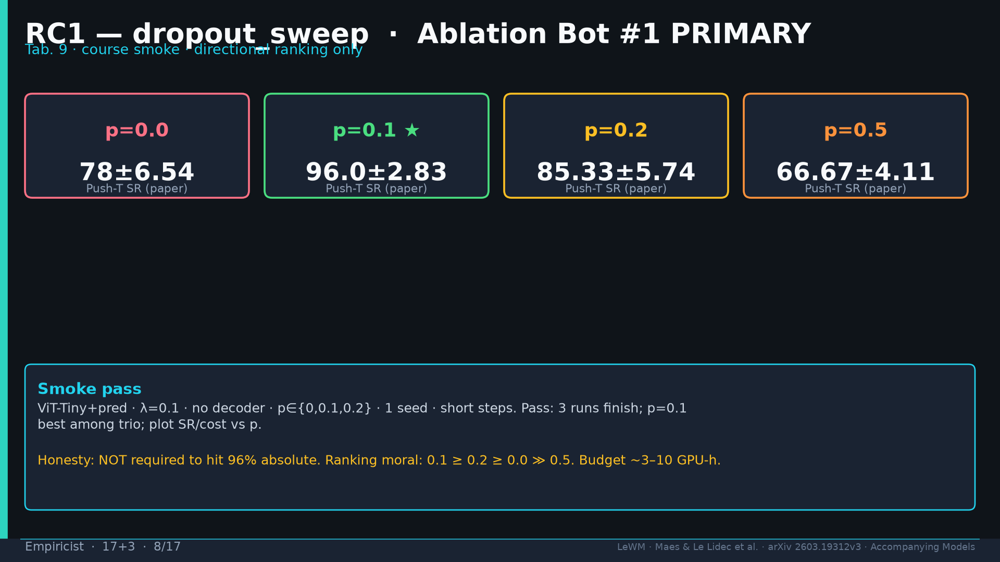 RC1 — dropout_sweep · Ablation Bot #1 PRIMARY
Tab. 9 · course smoke · directional ranking only
p=0.0
78±6.54
Push-T SR (paper)
p=0.1 ★
96.0±2.83
Push-T SR (paper)
p=0.2
85.33±5.74
Push-T SR (paper)
p=0.5
66.67±4.11
Push-T SR (paper)
Smoke pass
ViT-Tiny+pred · λ=0.1 · no decoder · p∈{0,0.1,0.2} · 1 seed · short steps. Pass: 3 runs finish; p=0.1
best among trio; plot SR/cost vs p.
Honesty: NOT required to hit 96% absolute. Ranking moral: 0.1 ≥ 0.2 ≥ 0.0 ≫ 0.5. Budget ~3–10 GPU-h.
Empiricist · 17+3 · 8/17
LeWM · Maes & Le Lidec et al. · arXiv 2603.19312v3 · Accompanying Models